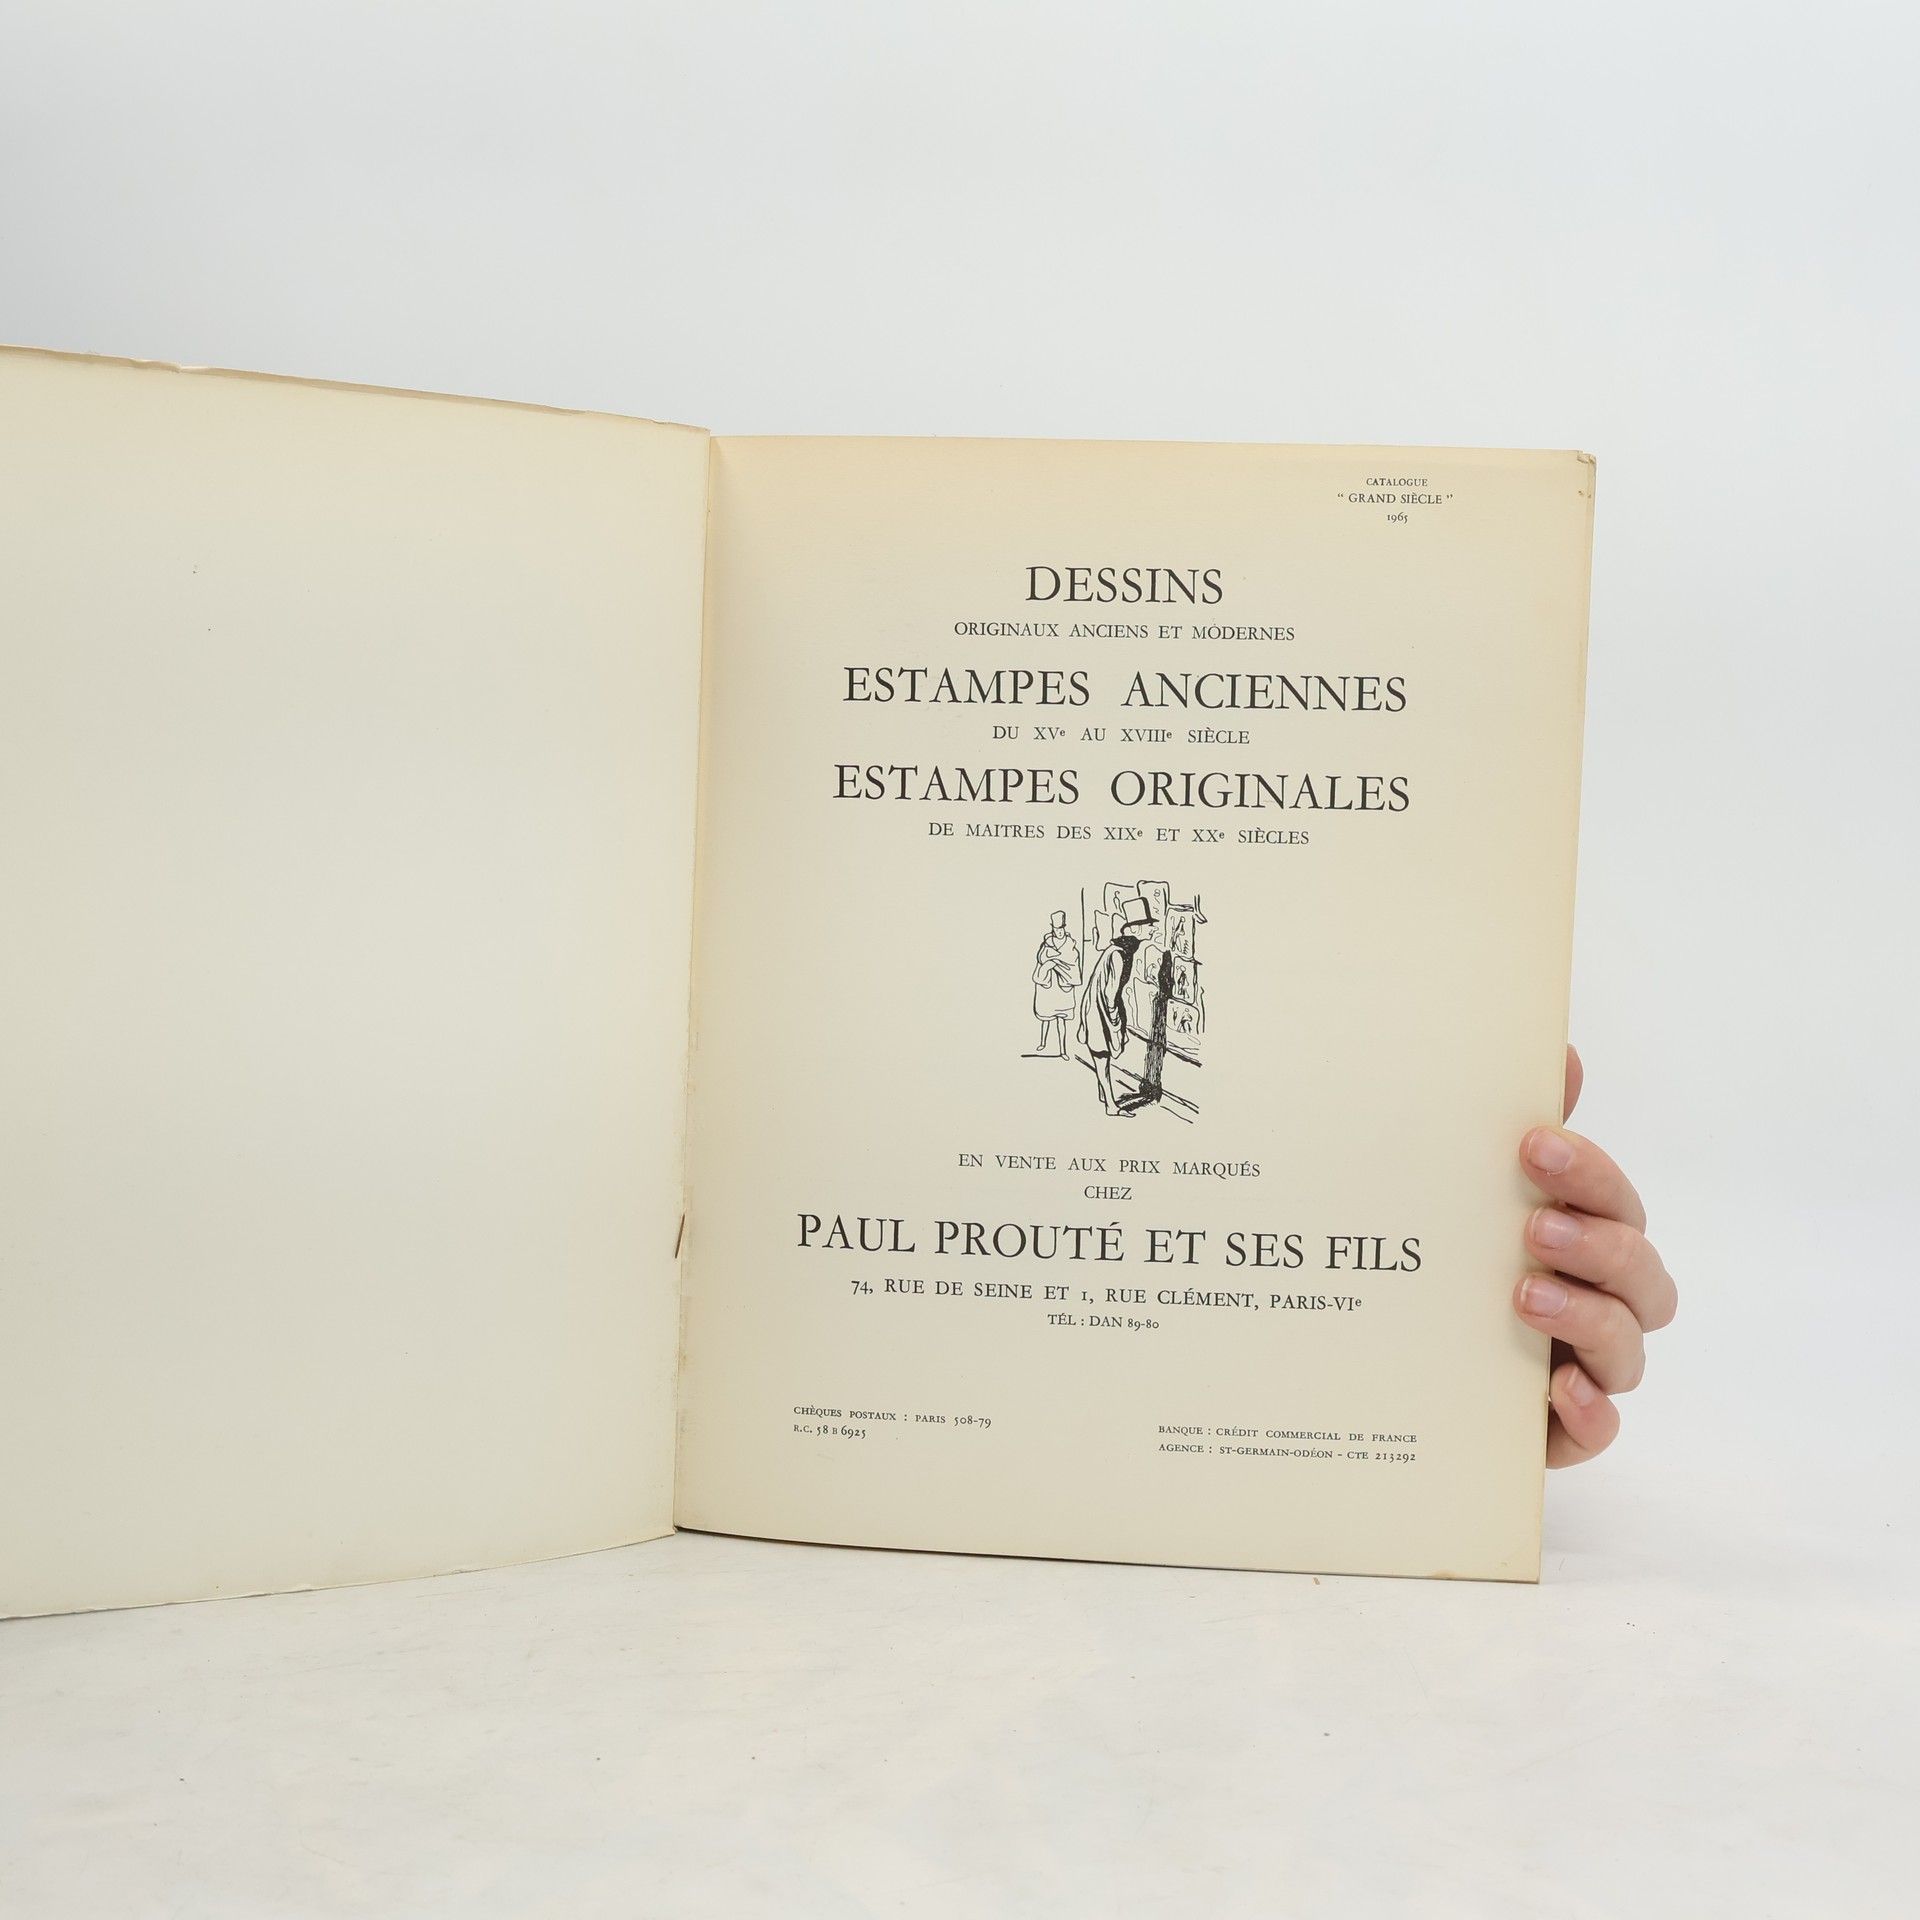 CATALOGUE
“ GRAND SIÈCLE ”
1965
DESSINS
ORIGINAUX ANCIENS ET MODERNES
ESTAMPES ANCIENNES
DU XVe AU XVIIIe SIÈCLE
ESTAMPES ORIGINALES
DE MAITRES DES XIXe ET XXe SIÈCLES
EN VENTE AUX PRIX MARQUÉS
CHEZ
PAUL PROUTÉ ET SES FILS
74, RUE DE SEINE ET 1, RUE CLÉMENT, PARIS-VIe
TÉL : DAN 89-80
CHÈQUES POSTAUX : PARIS 508-79
R.C. 58 B 6925
BANQUE : CRÉDIT COMMERCIAL DE FRANCE
AGENCE : ST-GERMAIN-ODÉON - CTE 213292